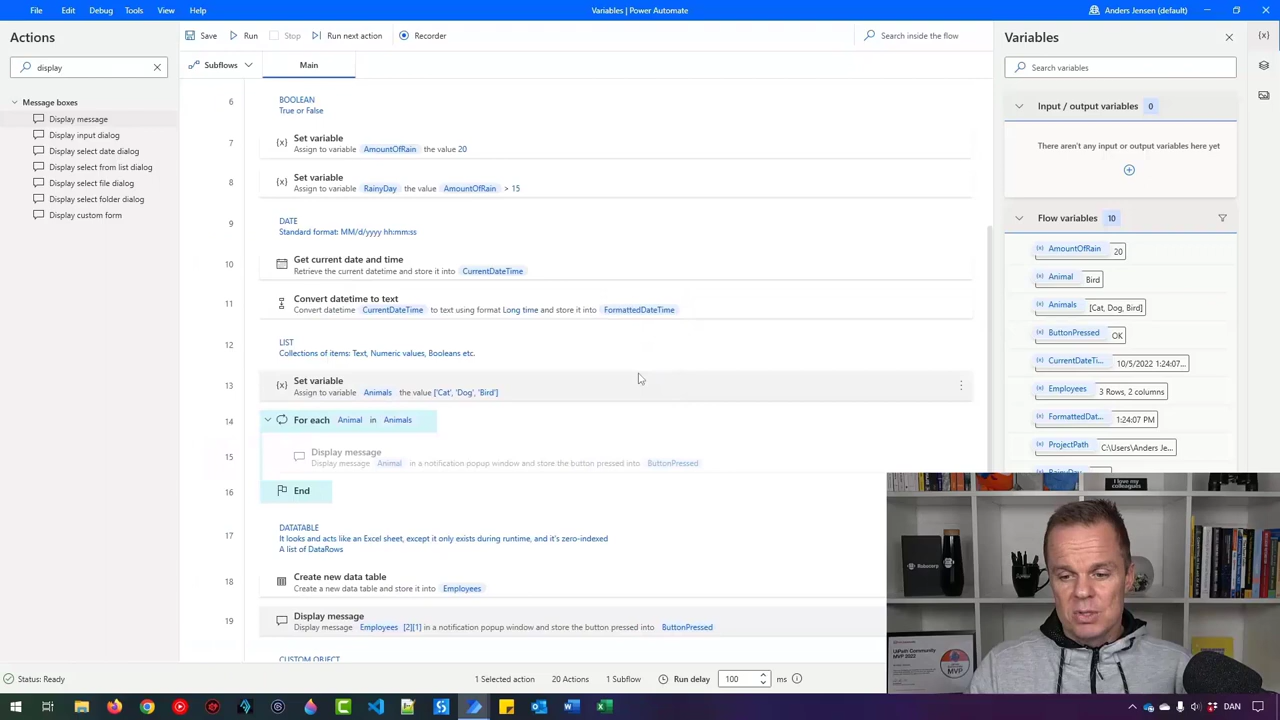 File Edit Debug Tools View Help
Variables | Power Automate
Anders Jensen (default)
Actions
display
Message boxes
Display message
Display input dialog
Display select date dialog
Display select from list dialog
Display select file dialog
Display select folder dialog
Display custom form
Save Run Stop Run next action Recorder
Search inside the flow
Subflows Main
6
BOOLEAN
True or False
7
Set variable
Assign to variable AmountOfRain the value 20
8
Set variable
Assign to variable RainyDay the value AmountOfRain > 15
9
DATE
Standard format: MM/d/yyyy hh:mm:ss
10
Get current date and time
Retrieve the current datetime and store it into CurrentDateTime
11
Convert datetime to text
Convert datetime CurrentDateTime to text using format Long time and store it into FormattedDateTime
12
LIST
Collections of items: Text, Numeric values, Booleans etc.
13
Set variable
Assign to variable Animals the value ['Cat', 'Dog', 'Bird']
14
For each Animal in Animals
15
Display message
Display message Animal in a notification popup window and store the button pressed into ButtonPressed
16
End
17
DATATABLE
It looks and acts like an Excel sheet, except it only exists during runtime, and it's zero-indexed
A list of DataRows
18
Create new data table
Create a new data table and store it into Employees
19
Display message
Display message Employees [2][1] in a notification popup window and store the button pressed into ButtonPressed
CUSTOM OBJECT
Variables
Search variables
Input / output variables 0
There aren't any input or output variables here yet
Flow variables 10
AmountOfRain 20
Animal Bird
Animals [Cat, Dog, Bird]
ButtonPressed OK
CurrentDateTi... 10/5/2022 1:24:07...
Employees 3 Rows, 2 columns
FormattedDat... 1:24:07 PM
ProjectPath C:\Users\Anders Je...
RainyDay
I love my
colleagues
Robocorp
UiPath Community
MVP 2022
Status: Ready
1 Selected action 20 Actions 1 Subflow Run delay 100 ms
DAN